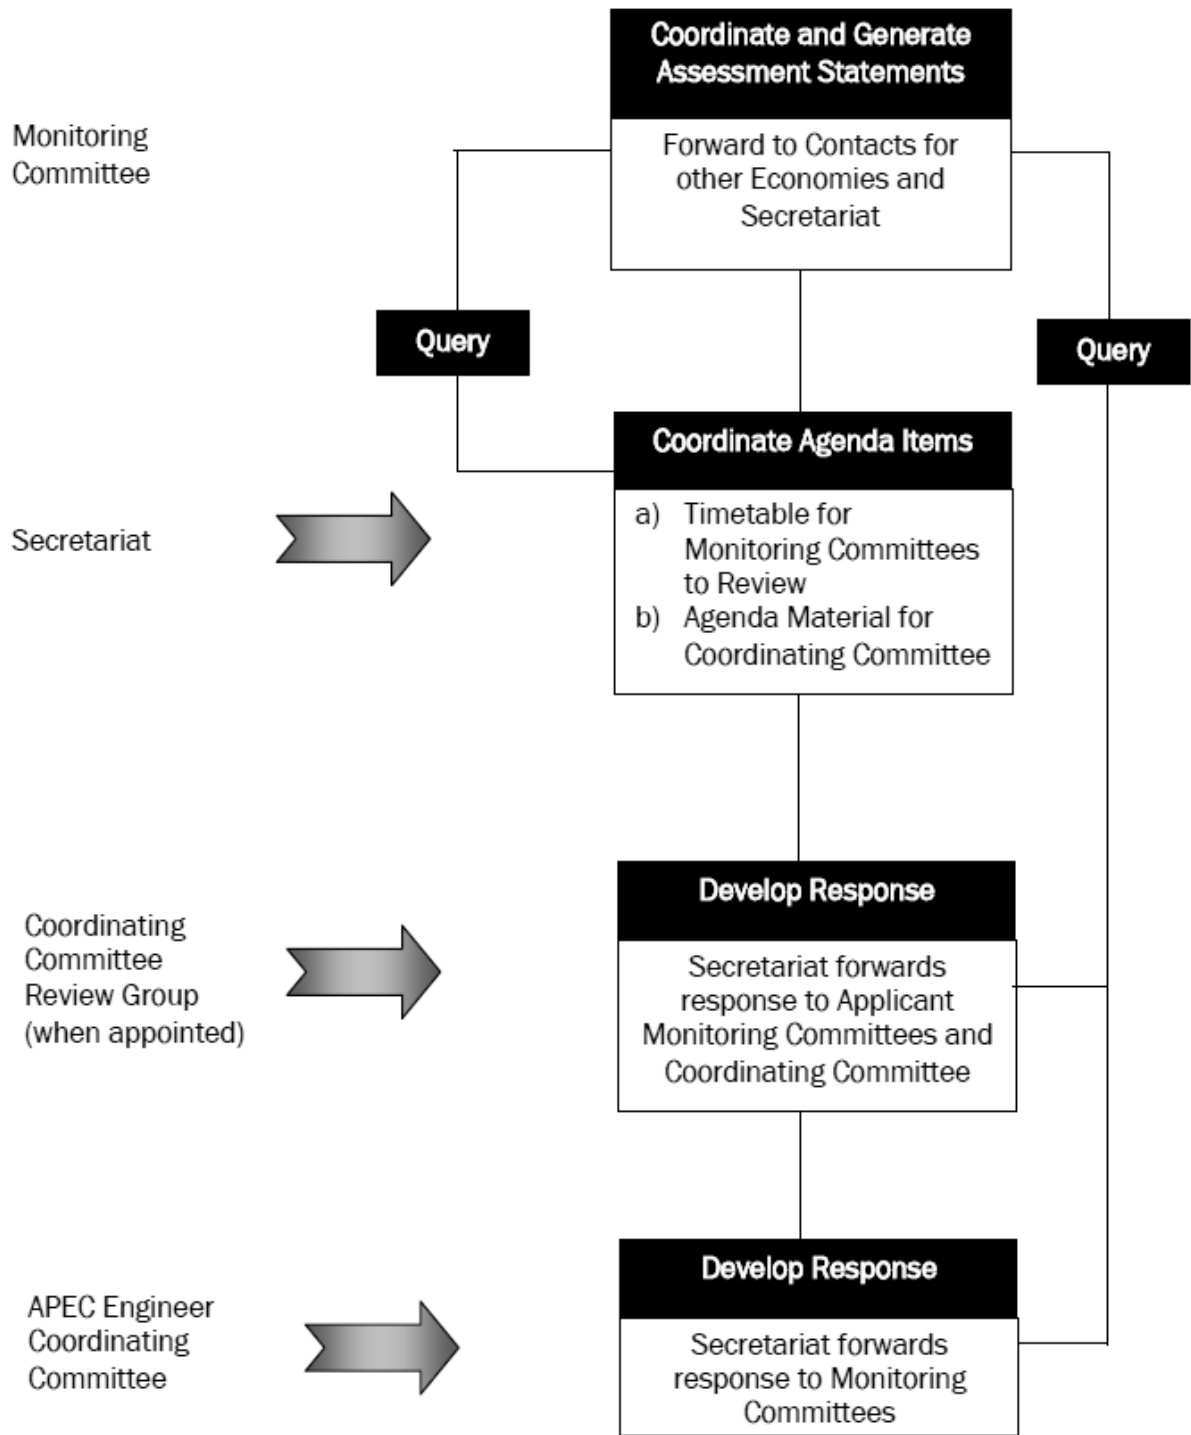 Coordinate and Generate
Assessment Statements
Monitoring
Committee
Forward to Contacts for
other Economies and
Secretariat
Query
Query
Coordinate Agenda Items
Secretariat
a) Timetable for
Monitoring Committees
to Review
b) Agenda Material for
Coordinating Committee
Develop Response
Coordinating
Committee
Review Group
(when appointed)
Secretariat forwards
response to Applicant
Monitoring Committees and
Coordinating Committee
Develop Response
APEC Engineer
Coordinating
Committee
Secretariat forwards
response to Monitoring
Committees